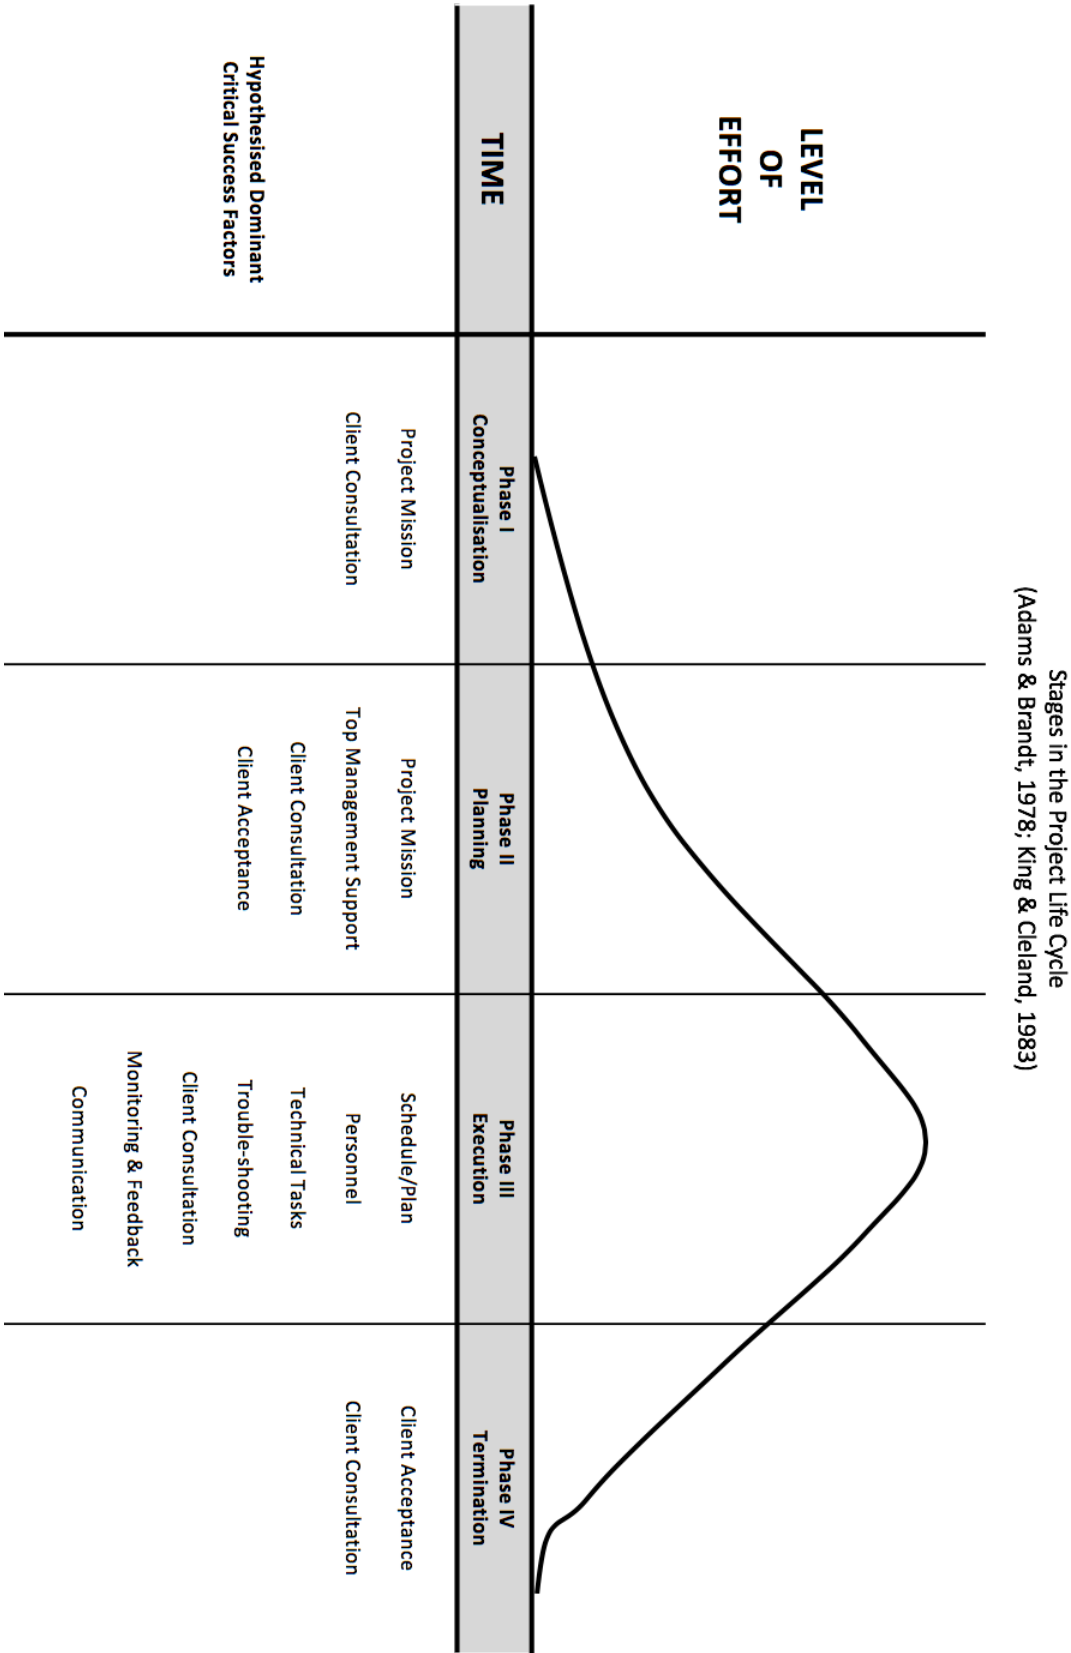 Stages in the Project Life Cycle
(Adams & Brandt, 1978; King & Cleland, 1983)
LEVEL
OF
EFFORT
TIME
Phase I
Conceptualisation
Phase II
Planning
Phase III
Execution
Phase IV
Termination
Hypothesised Dominant
Critical Success Factors
Project Mission
Client Consultation
Project Mission
Top Management Support
Client Consultation
Client Acceptance
Schedule/Plan
Personnel
Technical Tasks
Trouble-shooting
Client Consultation
Monitoring & Feedback
Communication
Client Acceptance
Client Consultation